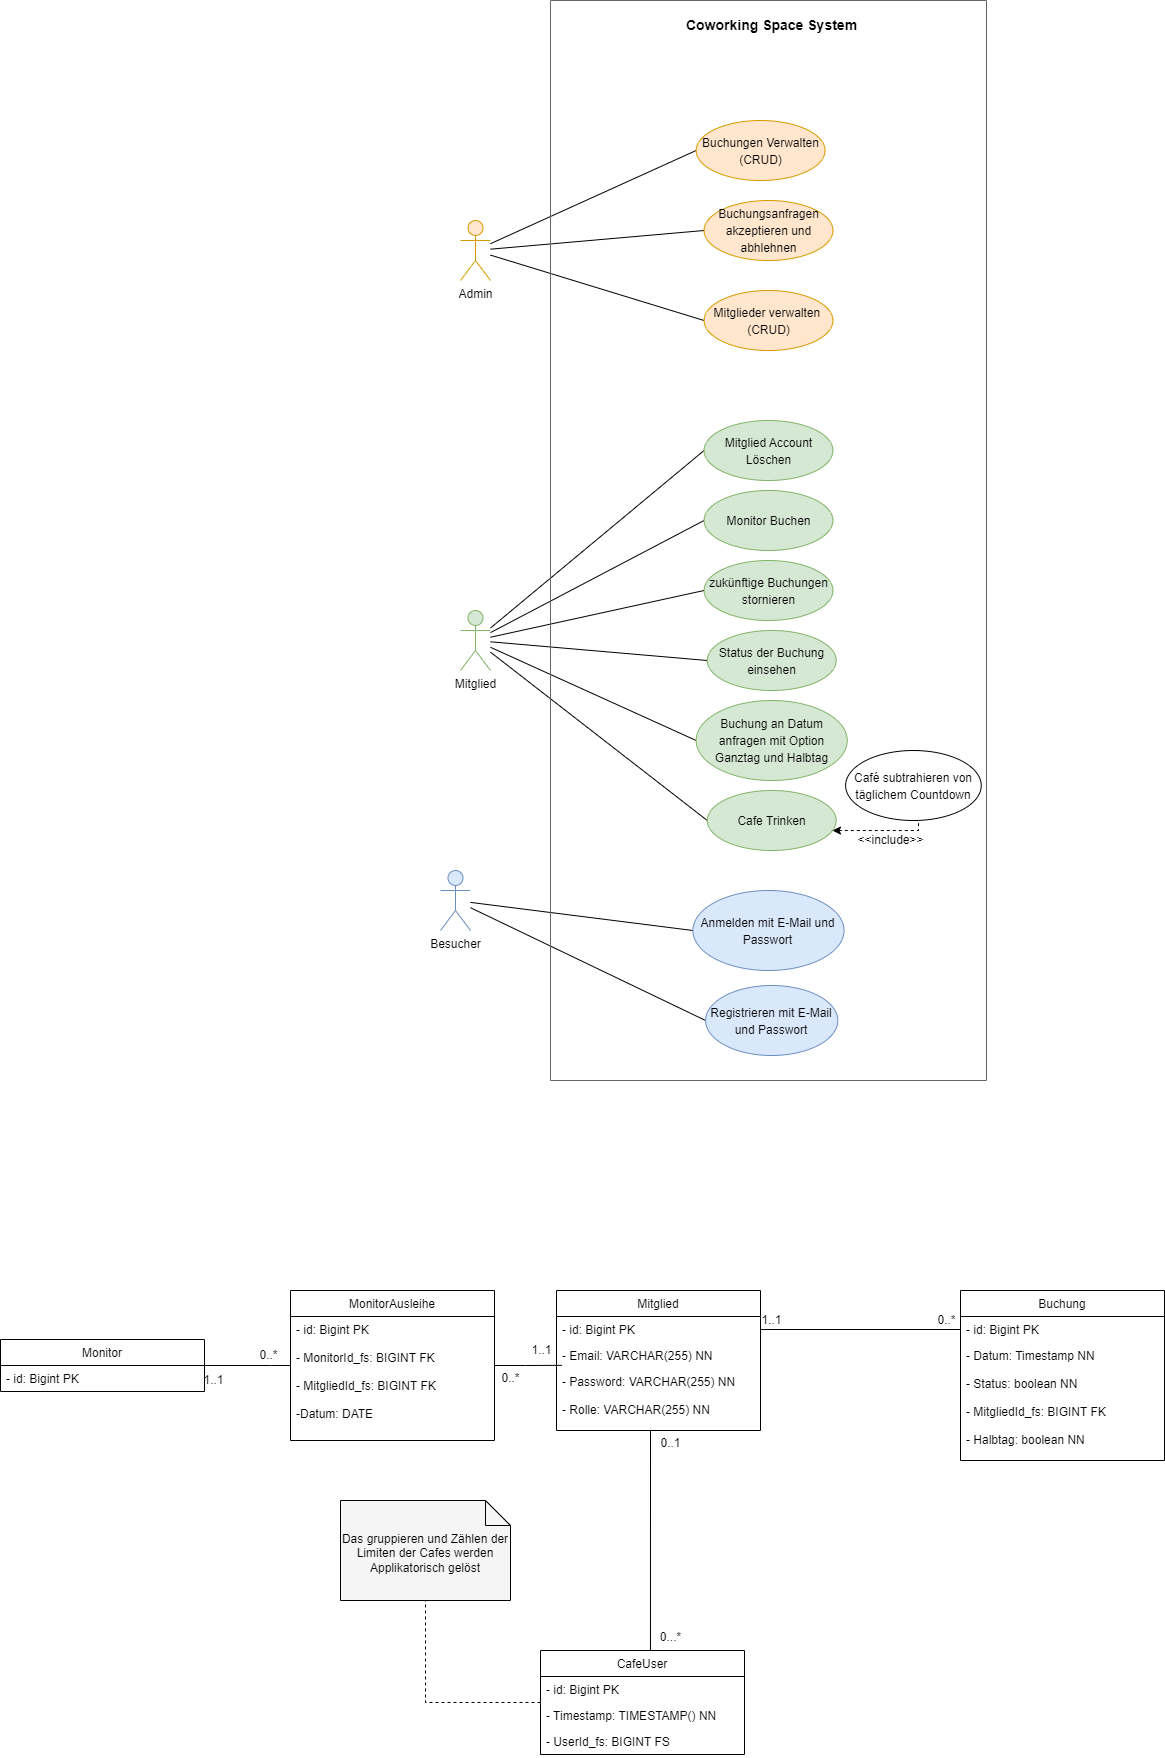 Coworking Space System
Buchungen Verwalten
(CRUD)
Buchungsanfragen
akzeptieren und
abhlehnen
Admin
Mitglieder verwalten
(CRUD)
Mitglied Account
Löschen
Monitor Buchen
zukünftige Buchungen
stornieren
Status der Buchung
einsehen
Mitglied
Buchung an Datum
anfragen mit Option
Ganztag und Halbtag
Café subtrahieren von
täglichem Countdown
Cafe Trinken
<<include>>
Besucher
Anmelden mit E-Mail und
Passwort
Registrieren mit E-Mail
und Passwort
Monitor
- id: Bigint PK
1..1
0..*
MonitorAusleihe
- id: Bigint PK
- MonitorId_fs: BIGINT FK
- MitgliedId_fs: BIGINT FK
-Datum: DATE
0..*
1..1
Mitglied
- id: Bigint PK
- Email: VARCHAR(255) NN
- Password: VARCHAR(255) NN
- Rolle: VARCHAR(255) NN
1..1
0..*
Buchung
- id: Bigint PK
- Datum: Timestamp NN
- Status: boolean NN
- MitgliedId_fs: BIGINT FK
- Halbtag: boolean NN
0..1
Das gruppieren und Zählen der
Limiten der Cafes werden
Applikatorisch gelöst
0...*
CafeUser
- id: Bigint PK
- Timestamp: TIMESTAMP() NN
- UserId_fs: BIGINT FS